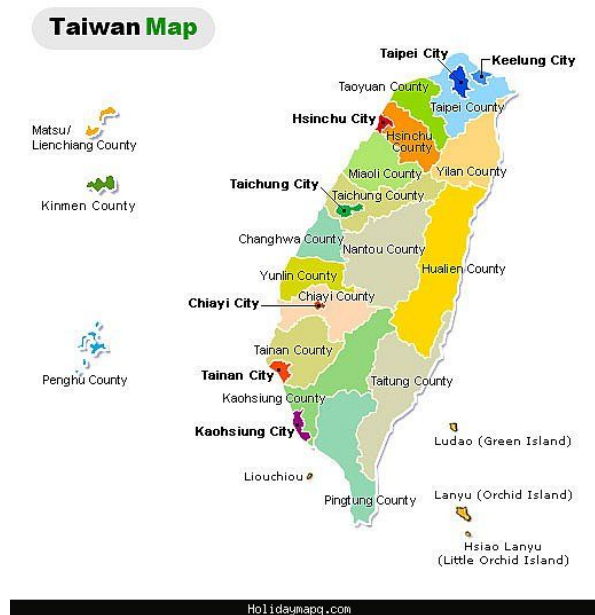 Taiwan Map
Taipei City
Keelung City
Taoyuan County
Taipei County
Matsu/
Lienchiang County
Hsinchu City
Hsinchu
County
Miaoli County
Yilan County
Taichung City
Taichung County
Kinmen County
Changhwa County
Nantou County
Hualien County
Yunlin County
Chiayi County
Chiayi City
Tainan County
Penghu County
Tainan City
Taitung County
Kaohsiung County
Kaohsiung City
Ludao (Green Island)
Liouchiou
Pingtung County
Lanyu (Orchid Island)
Hsiao Lanyu
(Little Orchid Island)
Holidaymapq.com